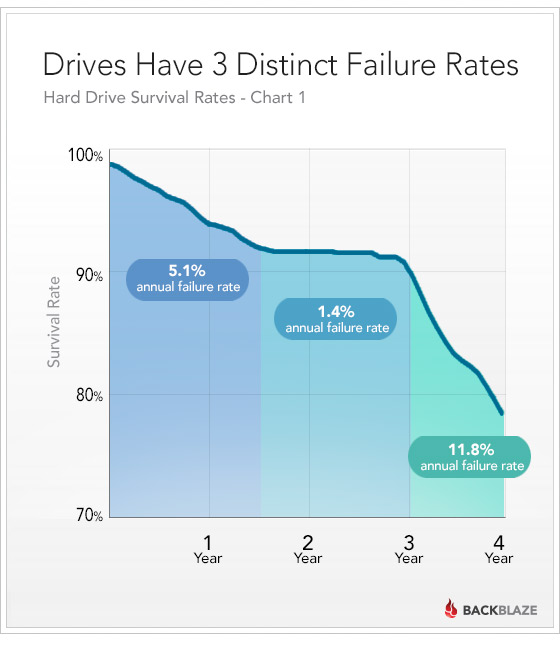 Drives Have 3 Distinct Failure Rates
Hard Drive Survival Rates - Chart 1
100%
90%
80%
70%
Survival Rate
5.1%
annual failure rate
1.4%
annual failure rate
11.8%
annual failure rate
1
Year
2
Year
3
Year
4
Year
BACKBLAZE